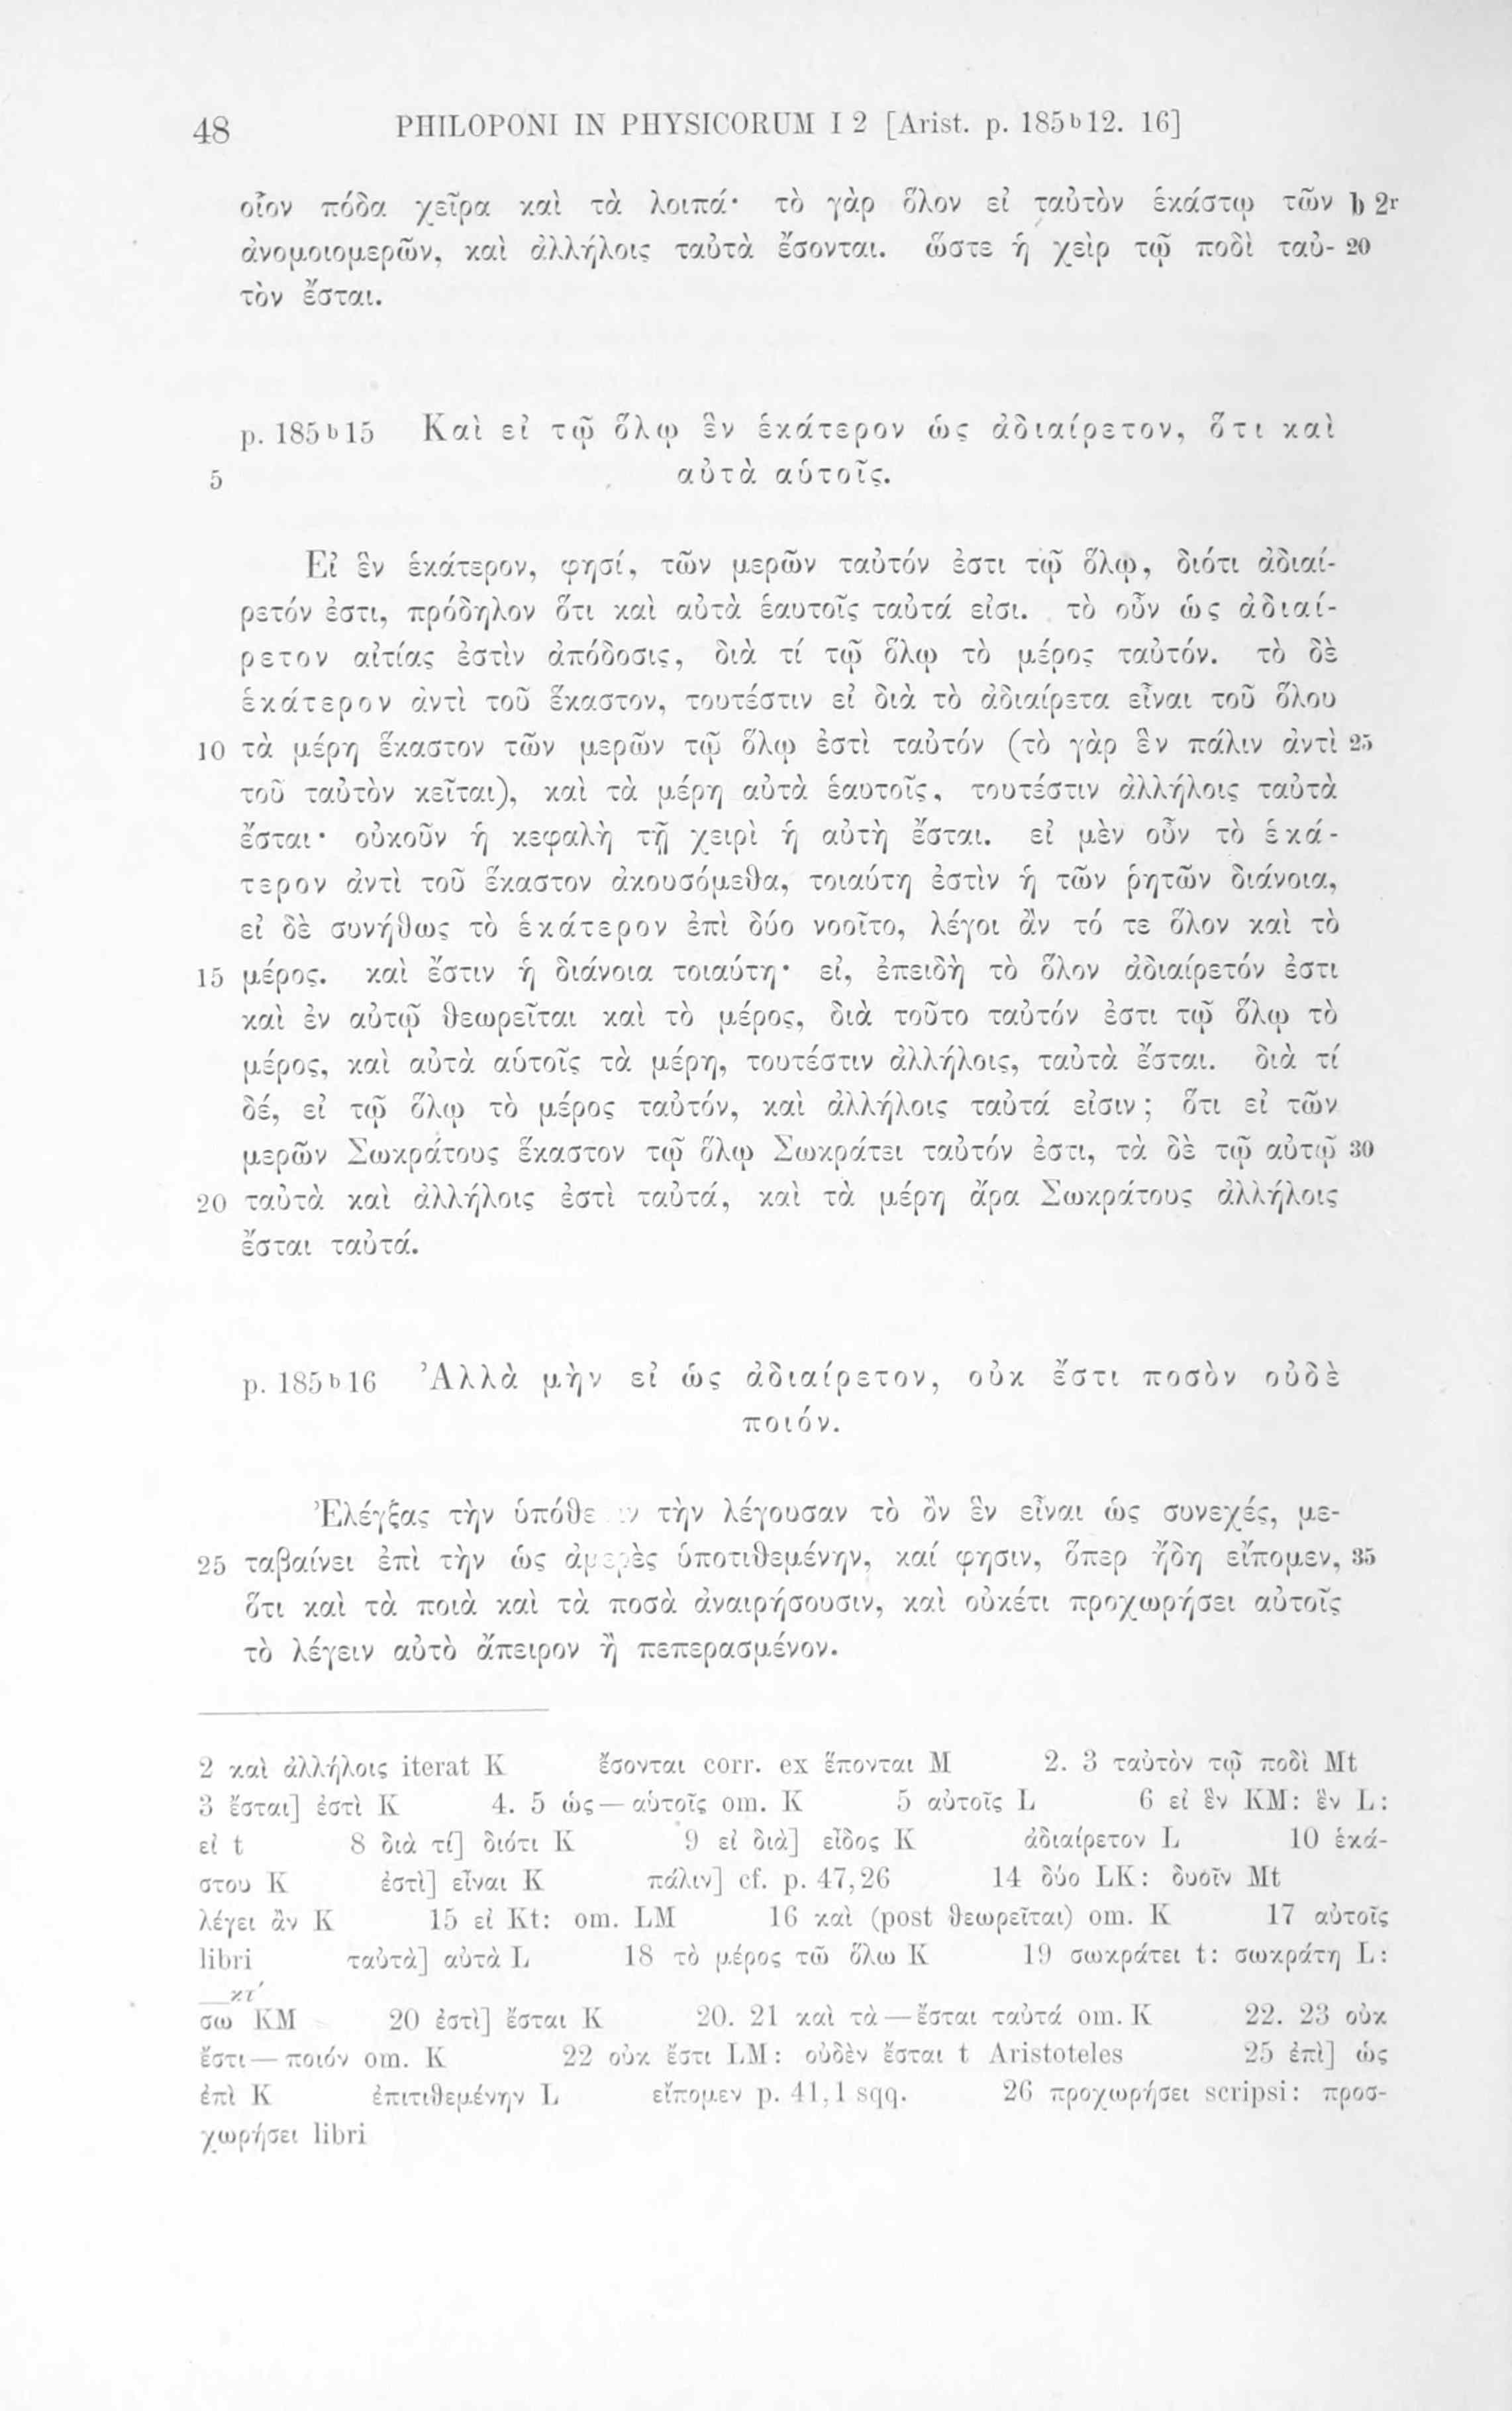 48 PHILOPONI IN PHYSICORUM I 2 [Arist. p. 185ᵇ12. 16]
οἷον πόδα χεῖρα καὶ τὰ λοιπά· τὸ γὰρ ὅλον εἰ ταὐτὸν ἑκάστῳ τῶν b 2ʳ
ἀνομοιομερῶν, καὶ ἀλλήλοις ταὐτὰ ἔσονται. ὥστε ἡ χεὶρ τῷ ποδὶ ταὐ- 20
τὸν ἔσται.
p. 185ᵇ15 Καὶ εἰ τῷ ὅλῳ ἓν ἑκάτερον ὡς ἀδιαίρετον, ὅτι καὶ
5 αὐτὰ αὑτοῖς.
Εἰ ἓν ἑκάτερον, φησί, τῶν μερῶν ταὐτόν ἐστι τῷ ὅλῳ, διότι ἀδιαί-
ρετόν ἐστι, πρόδηλον ὅτι καὶ αὐτὰ ἑαυτοῖς ταὐτά εἰσι. τὸ οὖν ὡς ἀδιαί-
ρετον αἰτίας ἐστὶν ἀπόδοσις, διὰ τί τῷ ὅλῳ τὸ μέρος ταὐτόν. τὸ δὲ
ἑκάτερον ἀντὶ τοῦ ἕκαστον, τουτέστιν εἰ διὰ τὸ ἀδιαίρετα εἶναι τοῦ ὅλου
10 τὰ μέρη ἕκαστον τῶν μερῶν τῷ ὅλῳ ἐστὶ ταὐτόν (τὸ γὰρ ἓν πάλιν ἀντὶ 25
τοῦ ταὐτὸν κεῖται), καὶ τὰ μέρη αὐτὰ ἑαυτοῖς, τουτέστιν ἀλλήλοις ταὐτὰ
ἔσται· οὐκοῦν ἡ κεφαλὴ τῇ χειρὶ ἡ αὐτὴ ἔσται. εἰ μὲν οὖν τὸ ἑκά-
τερον ἀντὶ τοῦ ἕκαστον ἀκουσόμεθα, τοιαύτη ἐστὶν ἡ τῶν ῥητῶν διάνοια,
εἰ δὲ συνήθως τὸ ἑκάτερον ἐπὶ δύο νοοῖτο, λέγοι ἂν τό τε ὅλον καὶ τὸ
15 μέρος. καὶ ἔστιν ἡ διάνοια τοιαύτη· εἰ, ἐπειδὴ τὸ ὅλον ἀδιαίρετόν ἐστι
καὶ ἐν αὐτῷ θεωρεῖται καὶ τὸ μέρος, διὰ τοῦτο ταὐτόν ἐστι τῷ ὅλῳ τὸ
μέρος, καὶ αὐτὰ αὑτοῖς τὰ μέρη, τουτέστιν ἀλλήλοις, ταὐτὰ ἔσται. διὰ τί
δέ, εἰ τῷ ὅλῳ τὸ μέρος ταὐτόν, καὶ ἀλλήλοις ταὐτά εἰσιν; ὅτι εἰ τῶν
μερῶν Σωκράτους ἕκαστον τῷ ὅλῳ Σωκράτει ταὐτόν ἐστι, τὰ δὲ τῷ αὐτῷ 30
20 ταὐτὰ καὶ ἀλλήλοις ἐστὶ ταὐτά, καὶ τὰ μέρη ἄρα Σωκράτους ἀλλήλοις
ἔσται ταὐτά.
p. 185ᵇ16 Ἀλλὰ μὴν εἰ ὡς ἀδιαίρετον, οὐκ ἔστι ποσὸν οὐδὲ
ποιόν.
Ἐλέγξας τὴν τὴν λέγουσαν τὸ ὂν ἓν εἶναι ὡς συνεχές, με-
25 ταβαίνει ἐπὶ τὴν ὡς ἀμερὲς ὑποτιθεμένην, καί φησιν, ὅπερ ἤδη εἴπομεν, 35
ὅτι καὶ τὰ ποιὰ καὶ τὰ ποσὰ ἀναιρήσουσιν, καὶ οὐκέτι προχωρήσει αὐτοῖς
τὸ λέγειν αὐτὸ ἄπειρον ἢ πεπερασμένον.
2 καὶ ἀλλήλοις iterat K ἔσονται corr. ex ἕπονται M 2. 3 ταὐτὸν τῷ ποδὶ Mt
3 ἔσται] ἐστὶ K 4. 5 ὡς — αὑτοῖς om. K 5 αὐτοῖς L 6 εἰ ἓν KM: ἓν L:
εἰ t 8 διὰ τί] διότι K 9 εἰ διὰ] εἶδος K ἀδιαίρετον L 10 ἑκά-
στου K ἐστὶ] εἶναι K πάλιν] cf. p. 47,26 14 δύο LK: δυοῖν Mt
λέγει ἂν K 15 εἰ Kt: om. LM 16 καὶ (post θεωρεῖται) om. K 17 αὐτοῖς
libri ταὐτὰ] αὐτὰ L 18 τὸ μέρος τῶ ὅλω K 19 σωκράτει t: σωκράτη L:
κτ´
σω KM 20 ἐστὶ] ἔσται K 20. 21 καὶ τὰ — ἔσται ταὐτά om. K 22. 23 οὐκ
ἔστι — ποιόν om. K 22 οὐκ ἔστι LM: οὐδὲν ἔσται t Aristoteles 25 ἐπὶ] ὡς
ἐπὶ K ἐπιτιθεμένην L εἴπομεν p. 41,1 sqq. 26 προχωρήσει scripsi: προσ-
χωρήσει libri